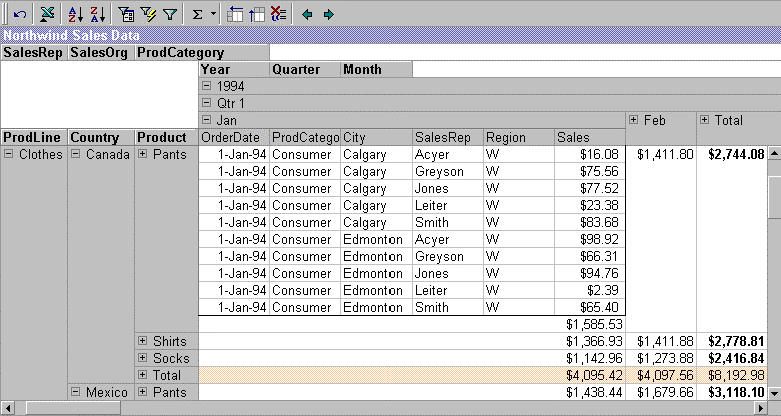 Northwind Sales Data
SalesRep SalesOrg ProdCategory
Year Quarter Month
1994
Qtr 1
Jan Feb Total
ProdLine Country Product OrderDate ProdCatego City SalesRep Region Sales
Clothes Canada Pants 1-Jan-94 Consumer Calgary Acyer W $16.08 $1,411.80 $2,744.08
1-Jan-94 Consumer Calgary Greyson W $75.56
1-Jan-94 Consumer Calgary Jones W $77.52
1-Jan-94 Consumer Calgary Leiter W $23.38
1-Jan-94 Consumer Calgary Smith W $83.68
1-Jan-94 Consumer Edmonton Acyer W $98.92
1-Jan-94 Consumer Edmonton Greyson W $66.31
1-Jan-94 Consumer Edmonton Jones W $94.76
1-Jan-94 Consumer Edmonton Leiter W $2.39
1-Jan-94 Consumer Edmonton Smith W $65.40
$1,585.53
Shirts $1,366.93 $1,411.88 $2,778.81
Socks $1,142.96 $1,273.88 $2,416.84
Total $4,095.42 $4,097.56 $8,192.98
Mexico Pants $1,438.44 $1,679.66 $3,118.10